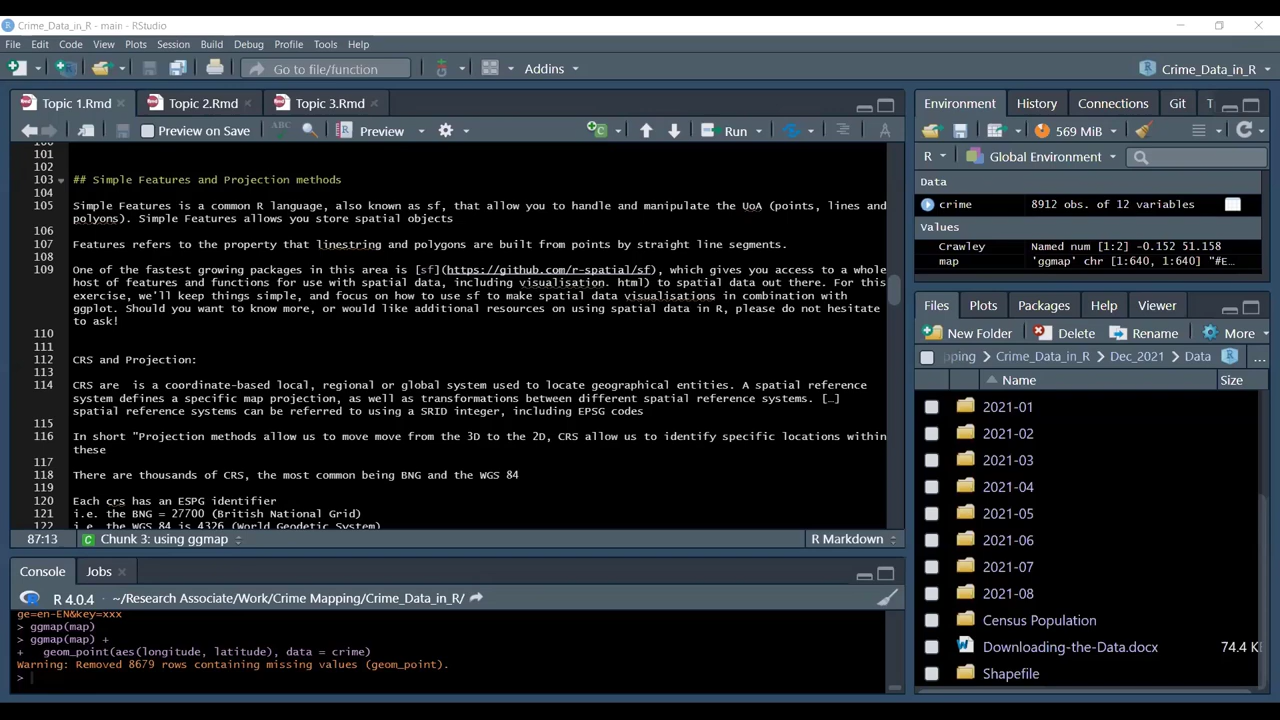 Crime_Data_in_R - main - RStudio
File Edit Code View Plots Session Build Debug Profile Tools Help
Go to file/function Addins Crime_Data_in_R
Topic 1.Rmd Topic 2.Rmd Topic 3.Rmd
Preview on Save ABC Preview Run
100
101
102
103 ## Simple Features and Projection methods
104
105 Simple Features is a common R language, also known as sf, that allow you to handle and manipulate the UoA (points, lines and
polyons). Simple Features allows you store spatial objects
106
107 Features refers to the property that linestring and polygons are built from points by straight line segments.
108
109 One of the fastest growing packages in this area is [sf](https://github.com/r-spatial/sf), which gives you access to a whole
host of features and functions for use with spatial data, including visualisation. html) to spatial data out there. For this
exercise, we'll keep things simple, and focus on how to use sf to make spatial data visualisations in combination with
ggplot. Should you want to know more, or would like additional resources on using spatial data in R, please do not hesitate
to ask!
110
111
112 CRS and Projection:
113
114 CRS are  is a coordinate-based local, regional or global system used to locate geographical entities. A spatial reference
system defines a specific map projection, as well as transformations between different spatial reference systems. […]
spatial reference systems can be referred to using a SRID integer, including EPSG codes
115
116 In short "Projection methods allow us to move move from the 3D to the 2D, CRS allow us to identify specific locations within
these
117
118 There are thousands of CRS, the most common being BNG and the WGS 84
119
120 Each crs has an ESPG identifier
121 i.e. the BNG = 27700 (British National Grid)
122 i.e. the WGS 84 is 4326 (World Geodetic System)
87:13 Chunk 3: using ggmap R Markdown
Console Jobs
R 4.0.4 · ~/Research Associate/Work/Crime Mapping/Crime_Data_in_R/
ge=en-EN&key=xxx
> ggmap(map)
> ggmap(map) +
+   geom_point(aes(longitude, latitude), data = crime)
Warning: Removed 8679 rows containing missing values (geom_point).
>
Environment History Connections Git T
569 MiB
R Global Environment
Data
crime 8912 obs. of 12 variables
Values
Crawley Named num [1:2] -0.152 51.158
map 'ggmap' chr [1:640, 1:640] "#E…
Files Plots Packages Help Viewer
New Folder Delete Rename More
pping Crime_Data_in_R Dec_2021 Data ...
Name Size
2021-01
2021-02
2021-03
2021-04
2021-05
2021-06
2021-07
2021-08
Census Population
Downloading-the-Data.docx 74.4 K
Shapefile